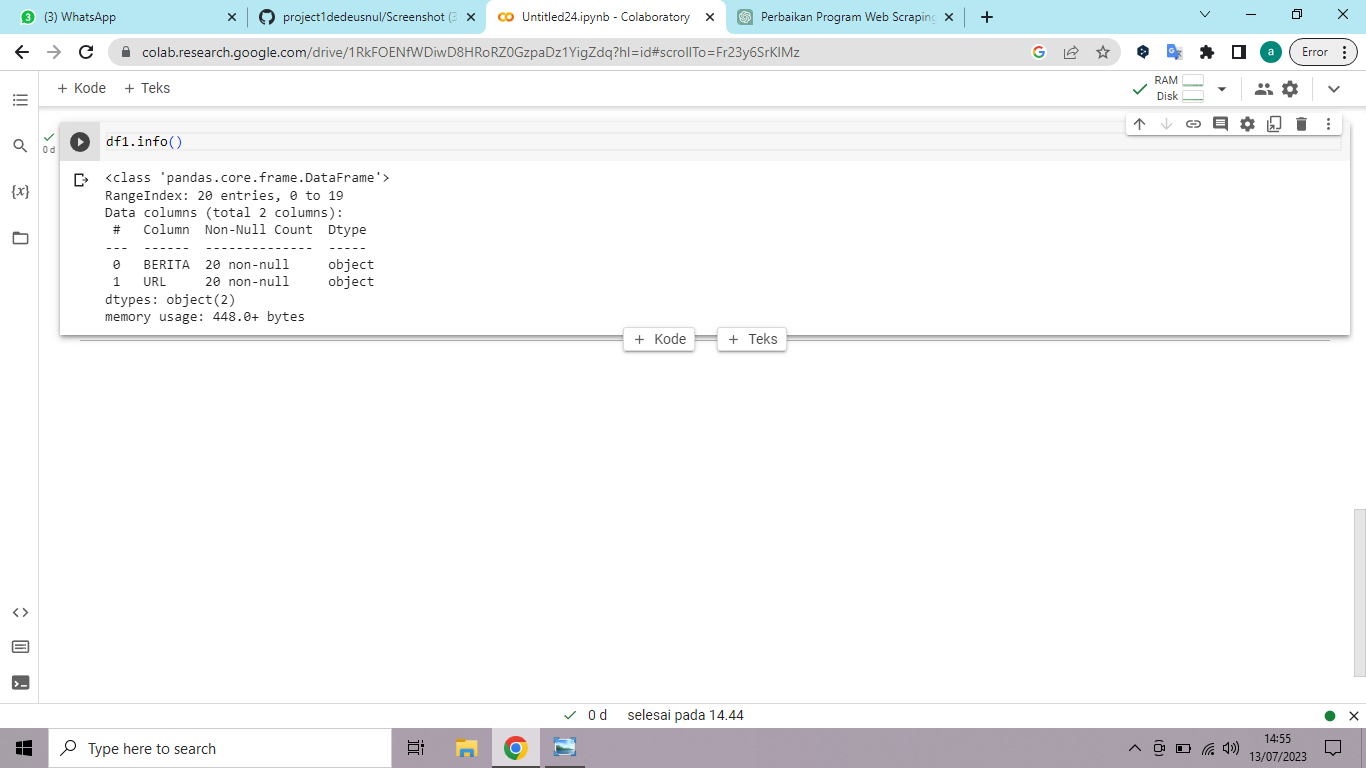 (3) WhatsApp
project1dedeusnul/Screenshot (3
Untitled24.ipynb - Colaboratory
Perbaikan Program Web Scraping
colab.research.google.com/drive/1RkFOENfWDiwD8HRoRZ0GzpaDz1YigZdq?hl=id#scrollTo=Fr23y6SrKlMz
a
Error
+ Kode + Teks
RAM
Disk
0 d
df1.info()
<class 'pandas.core.frame.DataFrame'>
RangeIndex: 20 entries, 0 to 19
Data columns (total 2 columns):
# Column Non-Null Count Dtype
--- ------ -------------- -----
0 BERITA 20 non-null object
1 URL 20 non-null object
dtypes: object(2)
memory usage: 448.0+ bytes
+ Kode + Teks
{x}
0 d selesai pada 14.44
Type here to search
14:55
13/07/2023